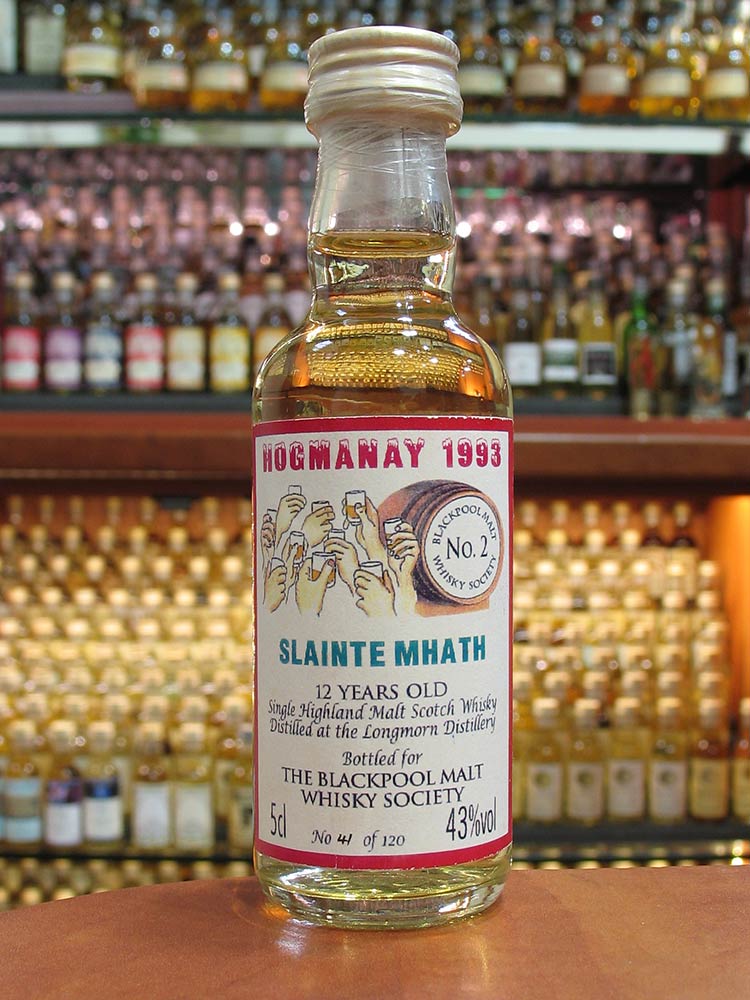 HOGMANAY 1993
BLACKPOOL MALT
No. 2
WHISKY SOCIETY
SLAINTE MHATH
12 YEARS OLD
Single Highland Malt Scotch Whisky
Distilled at the Longmorn Distillery
Bottled for
THE BLACKPOOL MALT
WHISKY SOCIETY
5cl No 41 of 120 43%vol